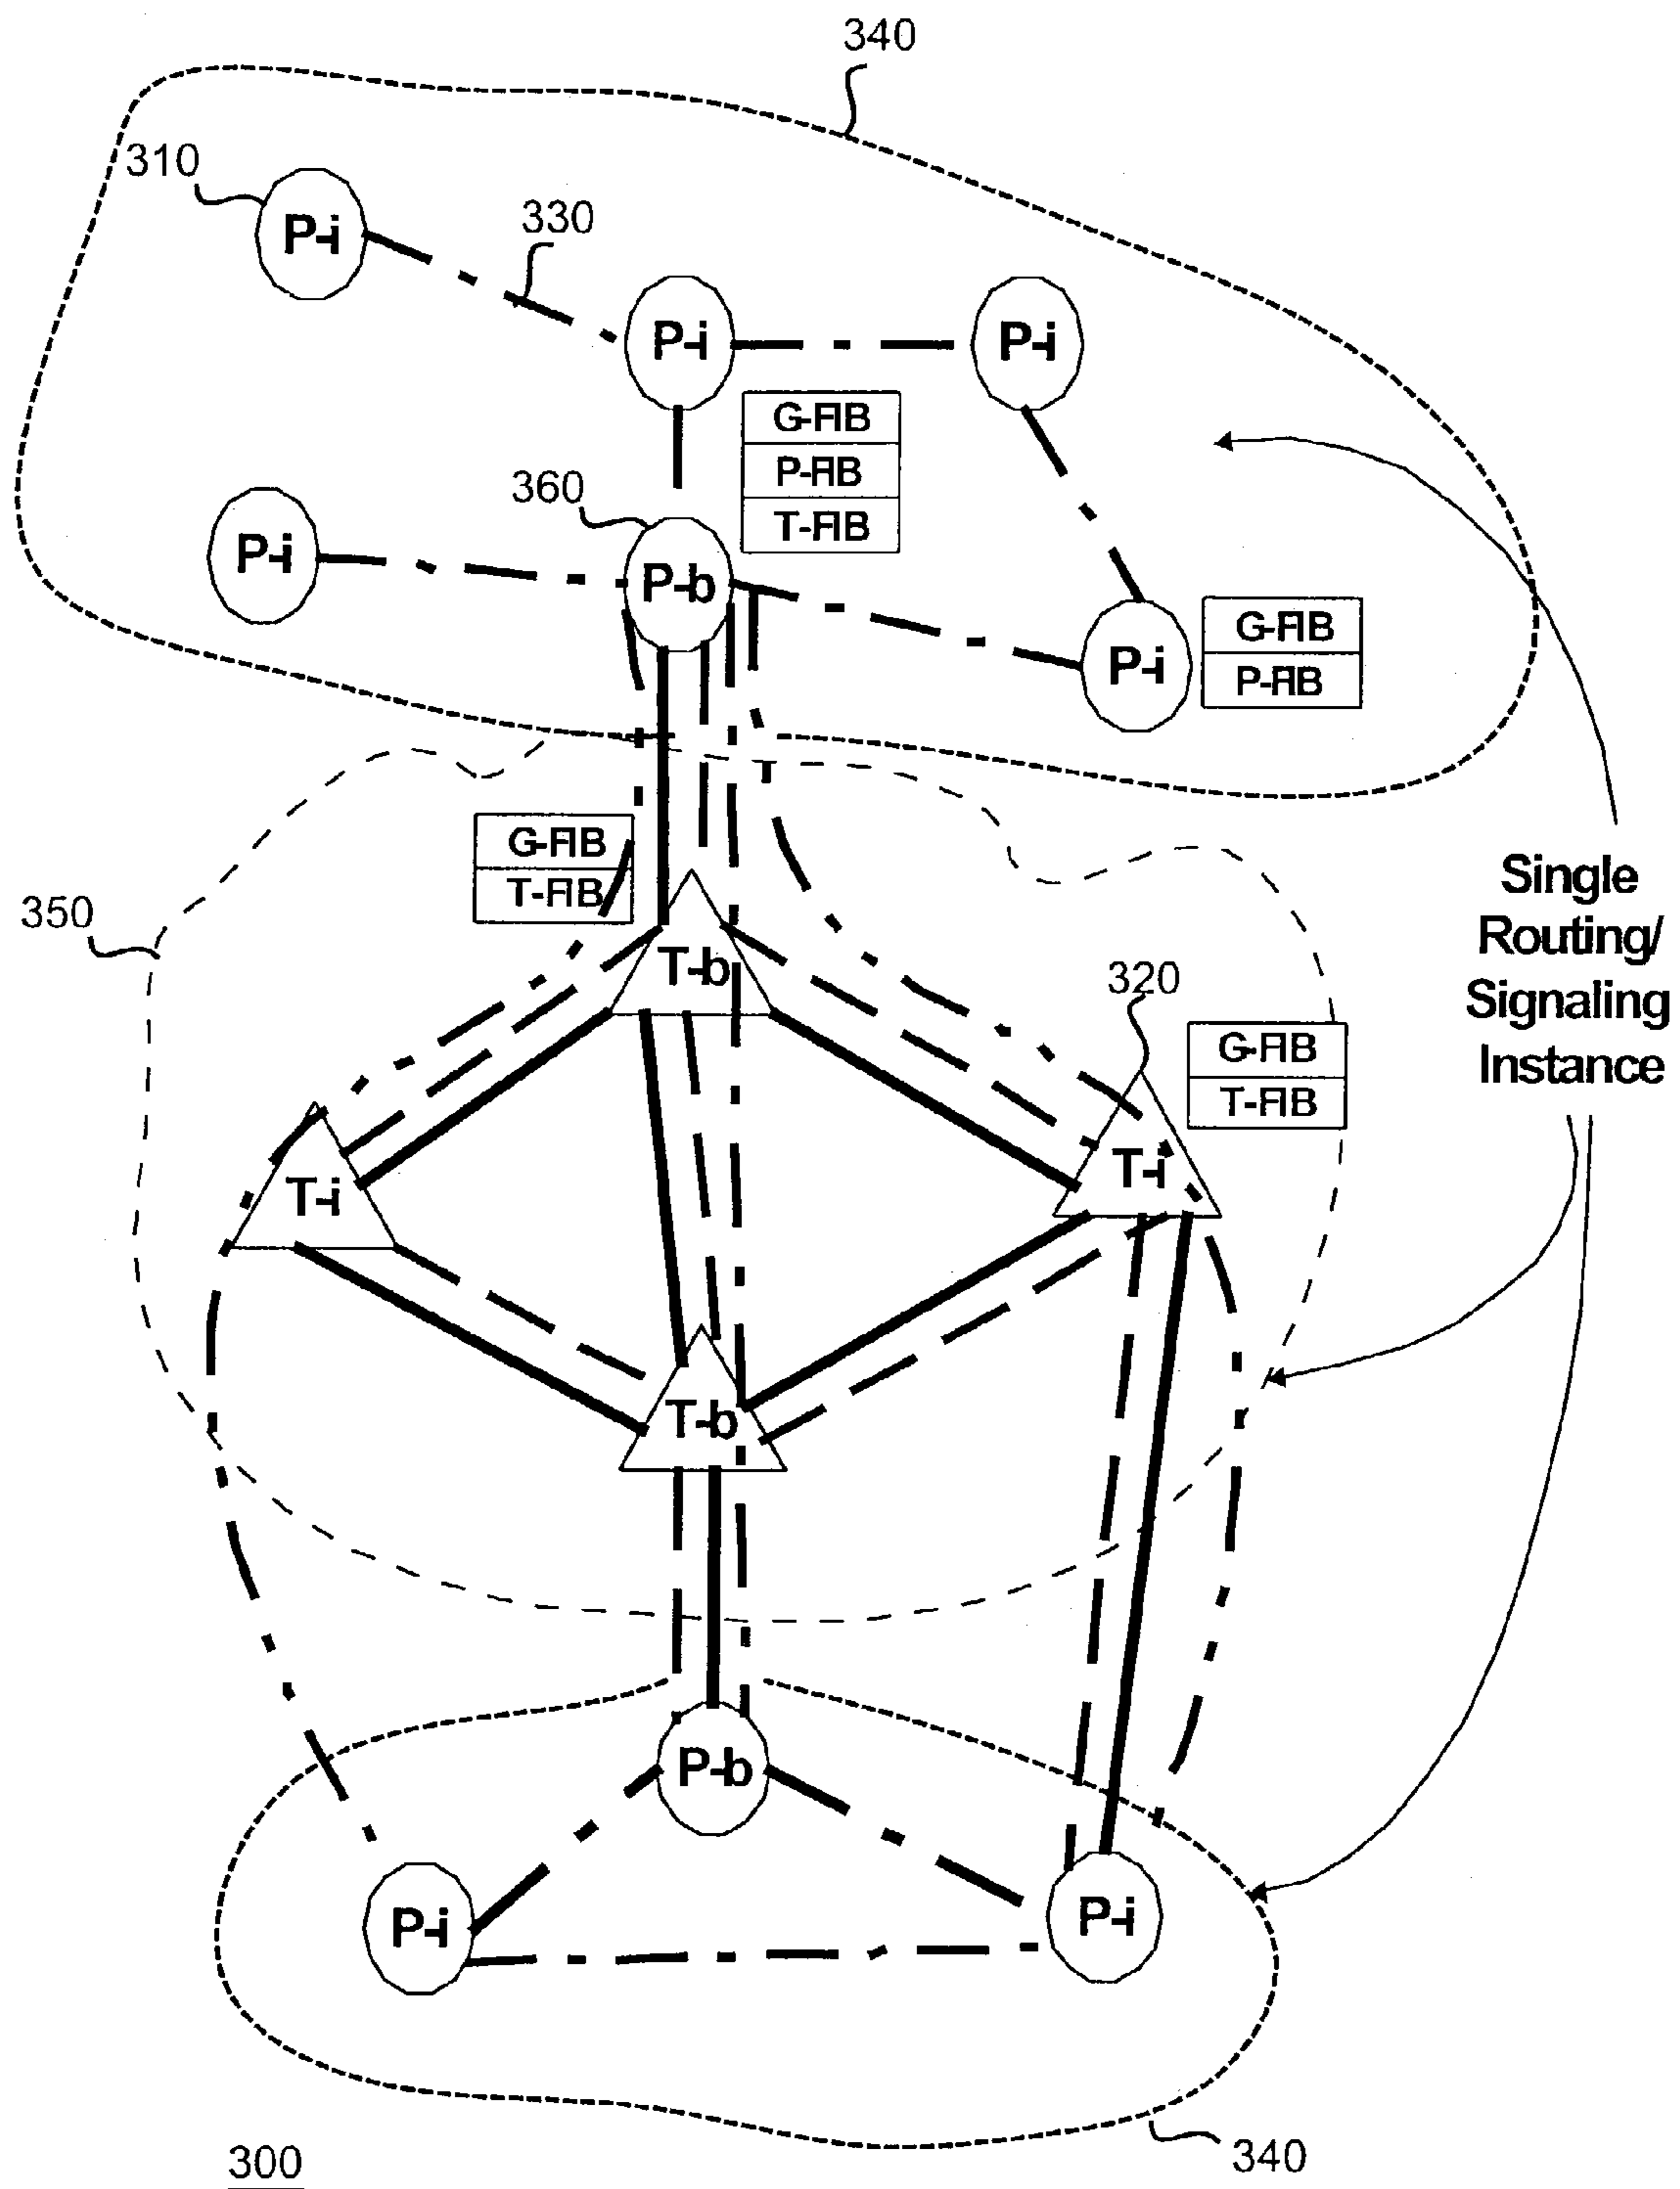 340
310
P-i
330
P-i
P-i
G-FIB
P-FIB
T-FIB
360
P-i
P-b
G-FIB
P-FIB
P-i
G-FIB
T-FIB
350
Single
Routing/
Signaling
Instance
T-b
320
G-FIB
T-FIB
T-i
T-i
T-b
P-b
P-i
P-i
340
300